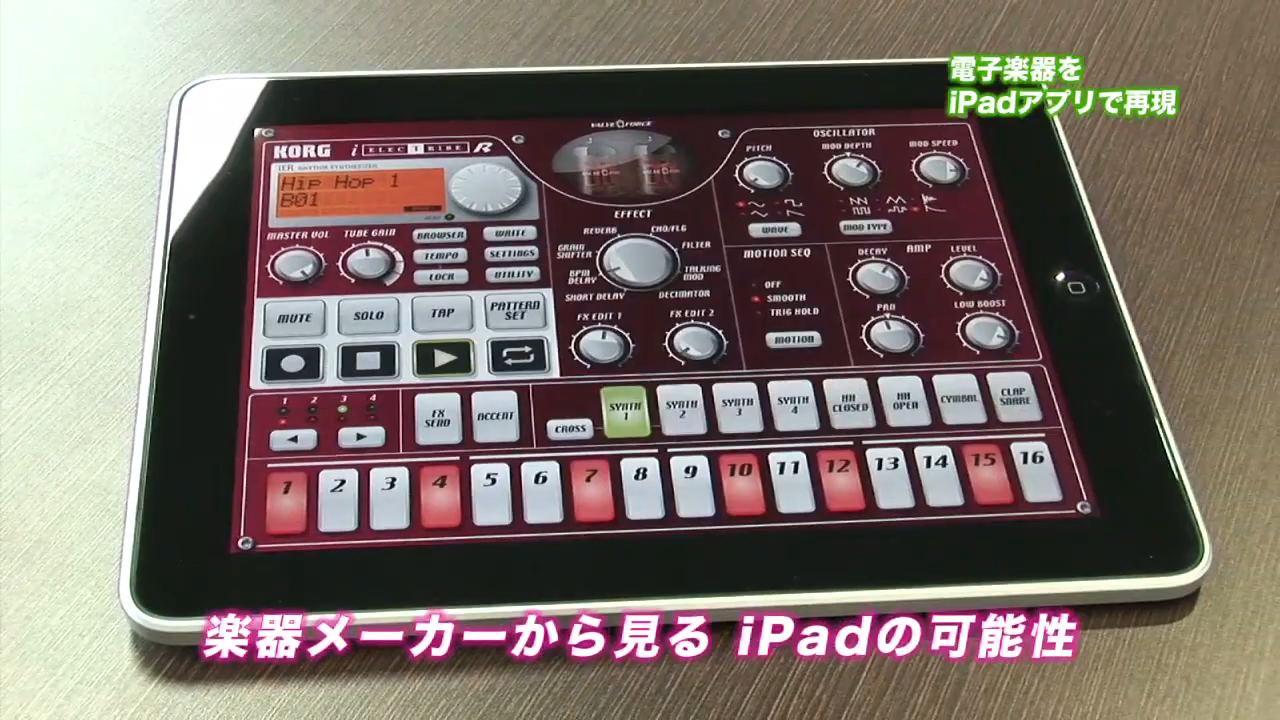 電子楽器を
iPadアプリで再現
VALVE FORCE
KORG i ELECTRIBE R
RHYTHM SYNTHESIZER
Hip Hop 1
B01
MASTER VOL
TUBE GAIN
BROWSER
WRITE
TEMPO
SETTINGS
LOCK
UTILITY
MUTE
SOLO
TAP
PATTERN SET
EFFECT
REVERB
CHO/FLG
GRAIN SHIFTER
FILTER
BPM DELAY
TALKING MOD
SHORT DELAY
DECIMATOR
FX EDIT 1
FX EDIT 2
OSCILLATOR
PITCH
MOD DEPTH
MOD SPEED
WAVE
MOD TYPE
MOTION SEQ
OFF
SMOOTH
TRIG HOLD
MOTION
AMP
DECAY
LEVEL
PAN
LOW BOOST
1 2 3 4
FX SEND
ACCENT
CROSS
SYNTH 1
SYNTH 2
SYNTH 3
SYNTH 4
HH CLOSED
HH OPEN
CYMBAL
CLAP SNARE
1 2 3 4 5 6 7 8 9 10 11 12 13 14 15 16
楽器メーカーから見る iPadの可能性